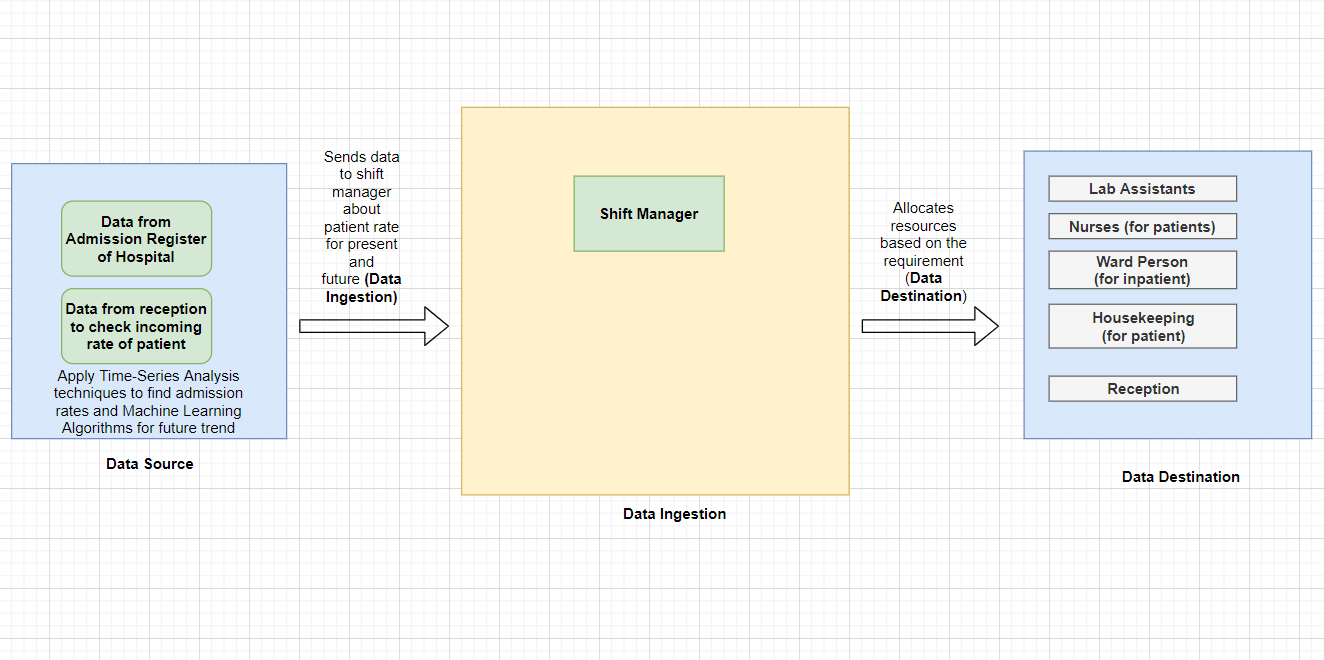 Data from
Admission Register
of Hospital
Data from reception
to check incoming
rate of patient
Apply Time-Series Analysis
techniques to find admission
rates and Machine Learning
Algorithms for future trend
Data Source
Sends data
to shift
manager
about
patient rate
for present
and
future (Data
Ingestion)
Shift Manager
Data Ingestion
Allocates
resources
based on the
requirement
(Data
Destination)
Lab Assistants
Nurses (for patients)
Ward Person
(for inpatient)
Housekeeping
(for patient)
Reception
Data Destination